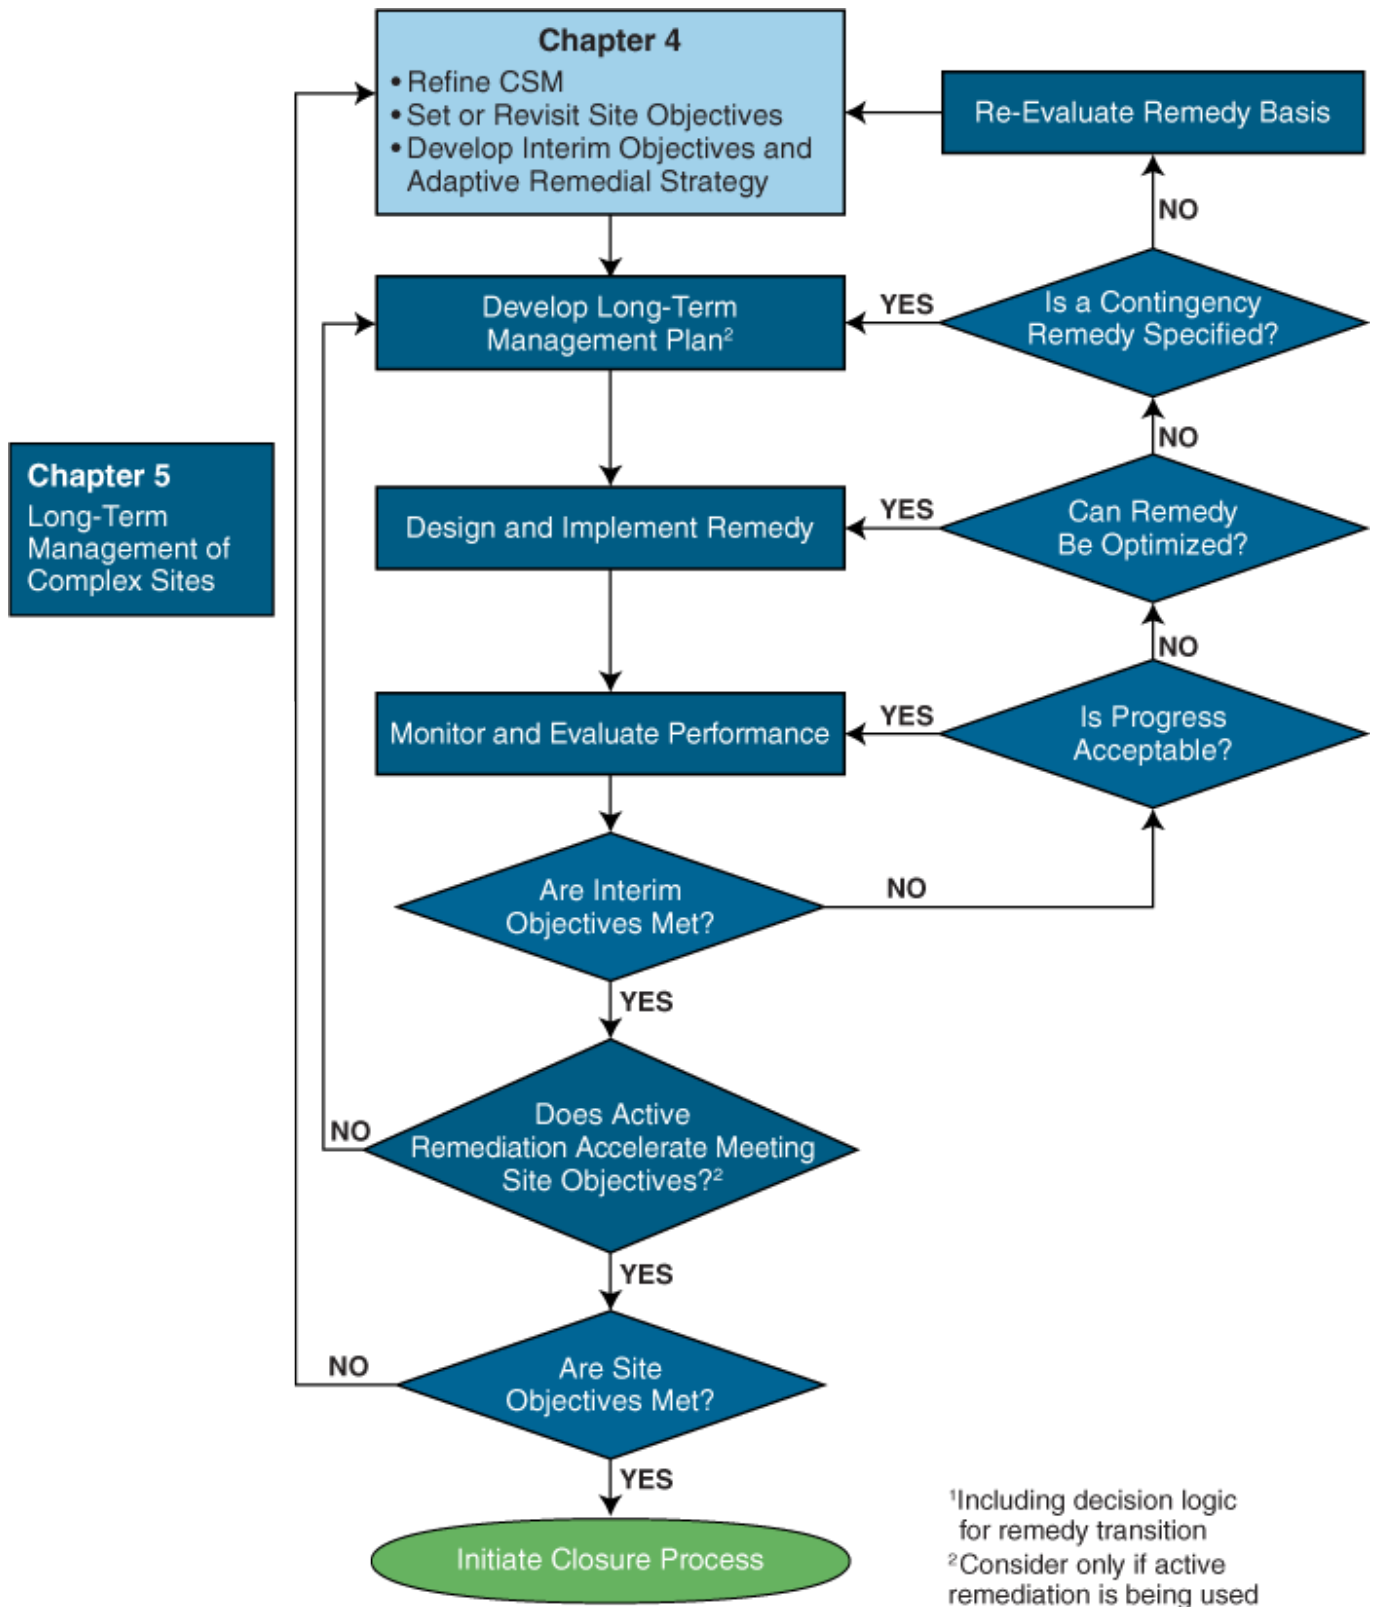 Chapter 4
• Refine CSM
• Set or Revisit Site Objectives
• Develop Interim Objectives and
Adaptive Remedial Strategy
Re-Evaluate Remedy Basis
NO
Develop Long-Term
Management Plan²
YES
Is a Contingency
Remedy Specified?
NO
Chapter 5
Long-Term
Management of
Complex Sites
Design and Implement Remedy
YES
Can Remedy
Be Optimized?
NO
Monitor and Evaluate Performance
YES
Is Progress
Acceptable?
Are Interim
Objectives Met?
NO
YES
Does Active
Remediation Accelerate Meeting
Site Objectives?²
NO
YES
Are Site
Objectives Met?
NO
YES
Initiate Closure Process
¹Including decision logic
for remedy transition
²Consider only if active
remediation is being used